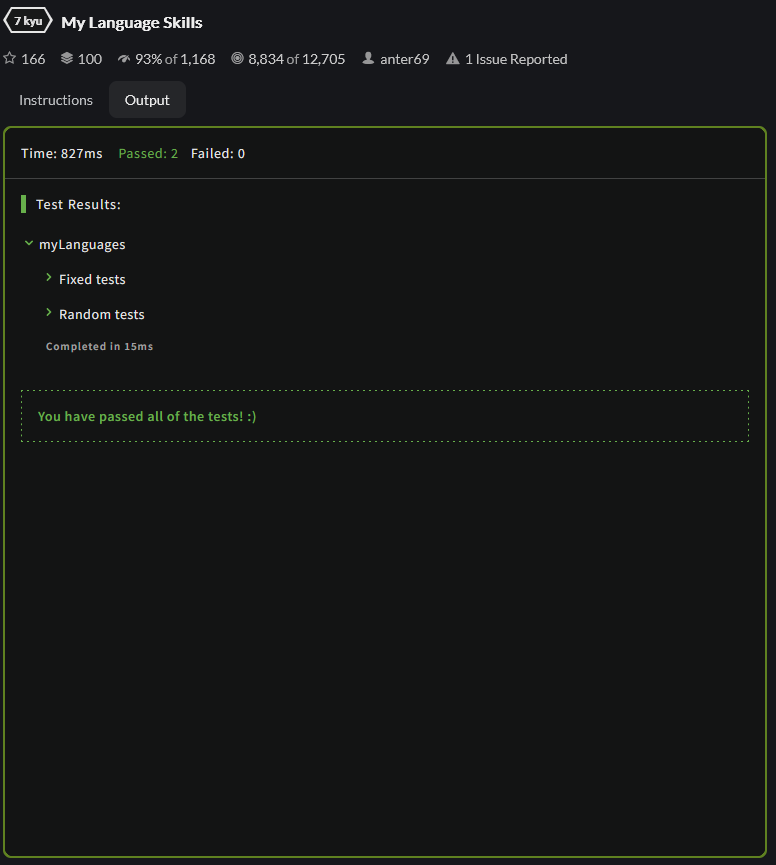 7 kyu My Language Skills
166 100 93% of 1,168 8,834 of 12,705 anter69 1 Issue Reported
Instructions Output
Time: 827ms Passed: 2 Failed: 0
Test Results:
myLanguages
Fixed tests
Random tests
Completed in 15ms
You have passed all of the tests! :)